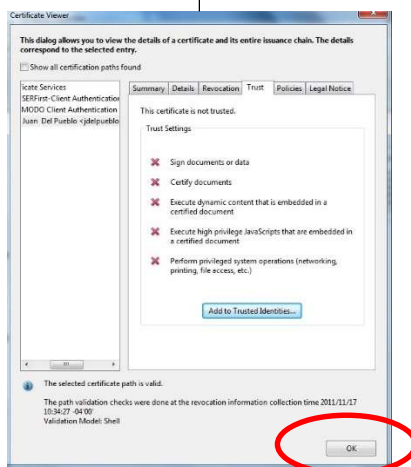 Certificate Viewer
This dialog allows you to view the details of a certificate and its entire issuance chain. The details
correspond to the selected entry.
Show all certification paths found
icate Services
SERFirst-Client Authentication
MODO Client Authentication
Juan Del Pueblo <jdelpueblo
Summary Details Revocation Trust Policies Legal Notice
This certificate is not trusted.
Trust Settings
Sign documents or data
Certify documents
Execute dynamic content that is embedded in a
certified document
Execute high privilege JavaScripts that are embedded in
a certified document
Perform privileged system operations (networking,
printing, file access, etc.)
Add to Trusted Identities...
The selected certificate path is valid.
The path validation checks were done at the revocation information collection time 2011/11/17
10:34:27 -04'00'
Validation Model: Shell
OK